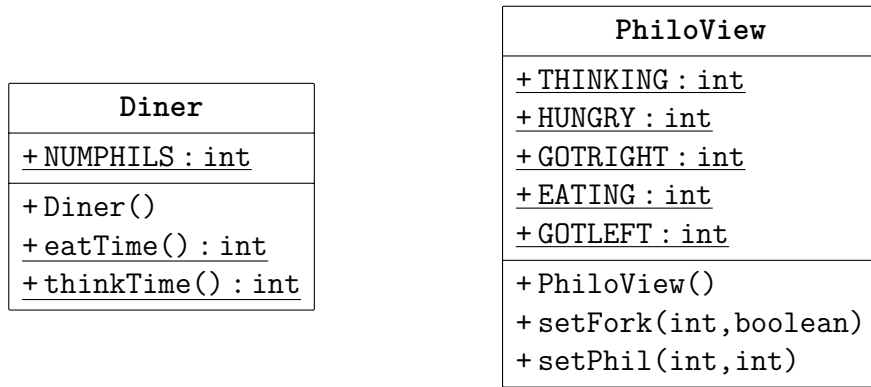 Diner
+ NUMPHILS : int
+ Diner()
+ eatTime() : int
+ thinkTime() : int
PhiloView
+ THINKING : int
+ HUNGRY : int
+ GOTRIGHT : int
+ EATING : int
+ GOTLEFT : int
+ PhiloView()
+ setFork(int,boolean)
+ setPhil(int,int)